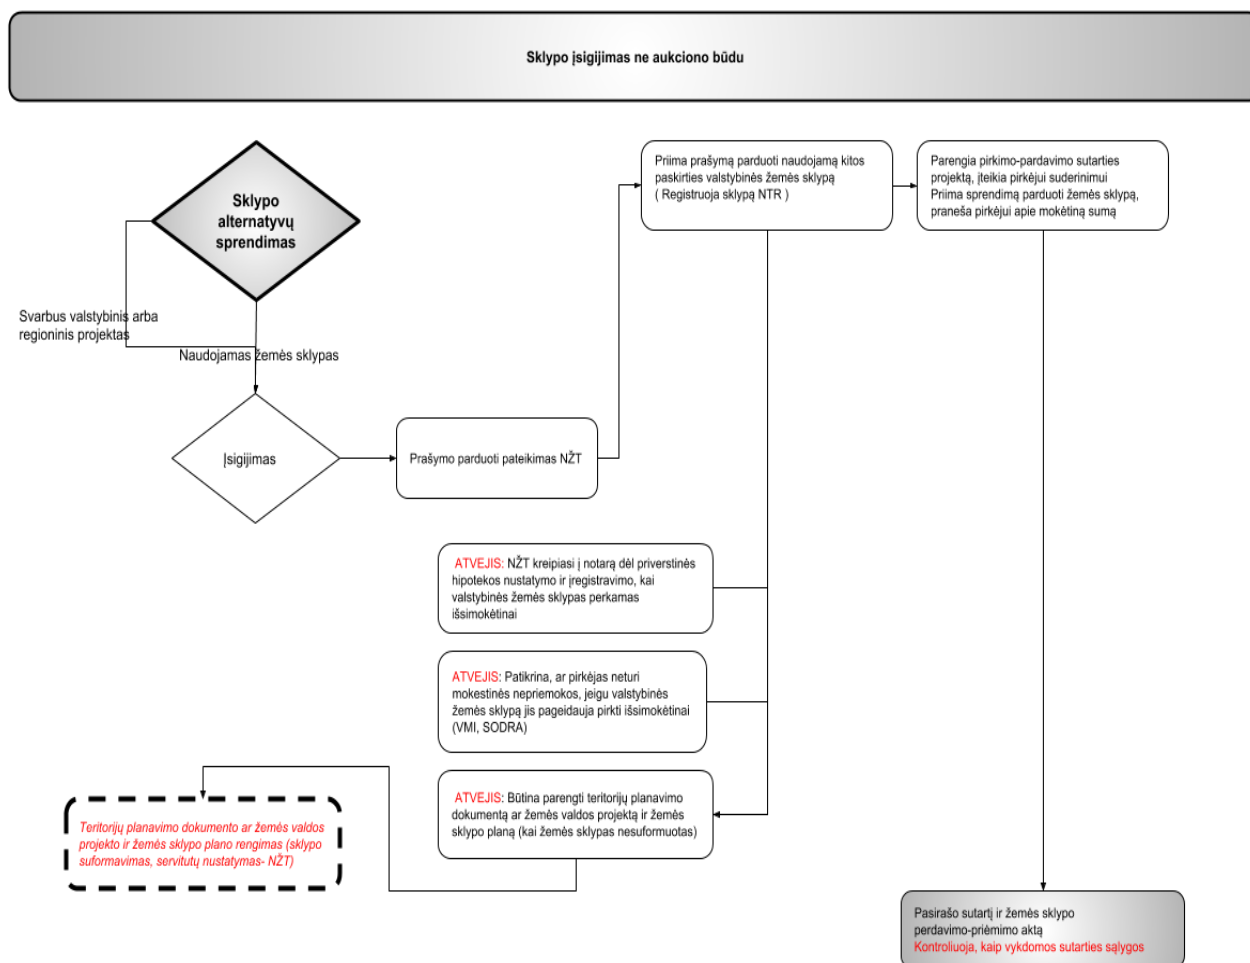 Sklypo įsigijimas ne aukciono būdu
Sklypo
alternatyvų
sprendimas
Svarbus valstybinis arba
regioninis projektas
Naudojamas žemės sklypas
Įsigijimas
Prašymo parduoti pateikimas NŽT
Priima prašymą parduoti naudojamą kitos
paskirties valstybinės žemės sklypą
( Registruoja sklypą NTR )
Parengia pirkimo-pardavimo sutarties
projektą, įteikia pirkėjui suderinimui
Priima sprendimą parduoti žemės sklypą,
praneša pirkėjui apie mokėtiną sumą
ATVEJIS: NŽT kreipiasi į notarą dėl priverstinės
hipotekos nustatymo ir įregistravimo, kai
valstybinės žemės sklypas perkamas
išsimokėtinai
ATVEJIS: Patikrina, ar pirkėjas neturi
mokestinės nepriemokos, jeigu valstybinės
žemės sklypą jis pageidauja pirkti išsimokėtinai
(VMI, SODRA)
ATVEJIS: Būtina parengti teritorijų planavimo
dokumentą ar žemės valdos projektą ir žemės
sklypo planą (kai žemės sklypas nesuformuotas)
Teritorijų planavimo dokumento ar žemės valdos
projekto ir žemės sklypo plano rengimas (sklypo
suformavimas, servitutų nustatymas- NŽT)
Pasirašo sutartį ir žemės sklypo
perdavimo-priėmimo aktą
Kontroliuoja, kaip vykdomos sutarties sąlygos